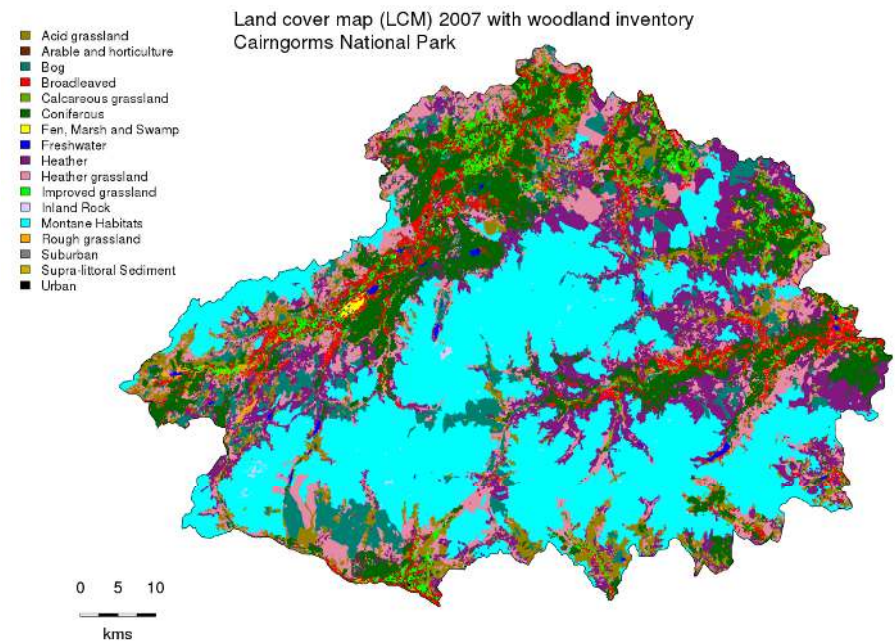 Land cover map (LCM) 2007 with woodland inventory
Cairngorms National Park
Acid grassland
Arable and horticulture
Bog
Broadleaved
Calcareous grassland
Coniferous
Fen, Marsh and Swamp
Freshwater
Heather
Heather grassland
Improved grassland
Inland Rock
Montane Habitats
Rough grassland
Suburban
Supra-littoral Sediment
Urban
0 5 10
kms